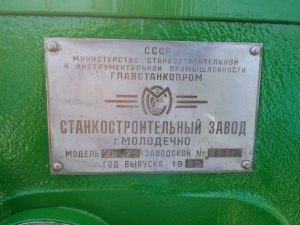 СССР
МИНИСТЕРСТВО СТАНКОСТРОИТЕЛЬНОЙ
И ИНСТРУМЕНТАЛЬНОЙ ПРОМЫШЛЕННОСТИ
ГЛАВСТАНКОПРОМ
СТАНКОСТРОИТЕЛЬНЫЙ ЗАВОД
Г. МОЛОДЕЧНО
МОДЕЛЬ ЗАВОДСКОЙ №
ГОД ВЫПУСКА 19